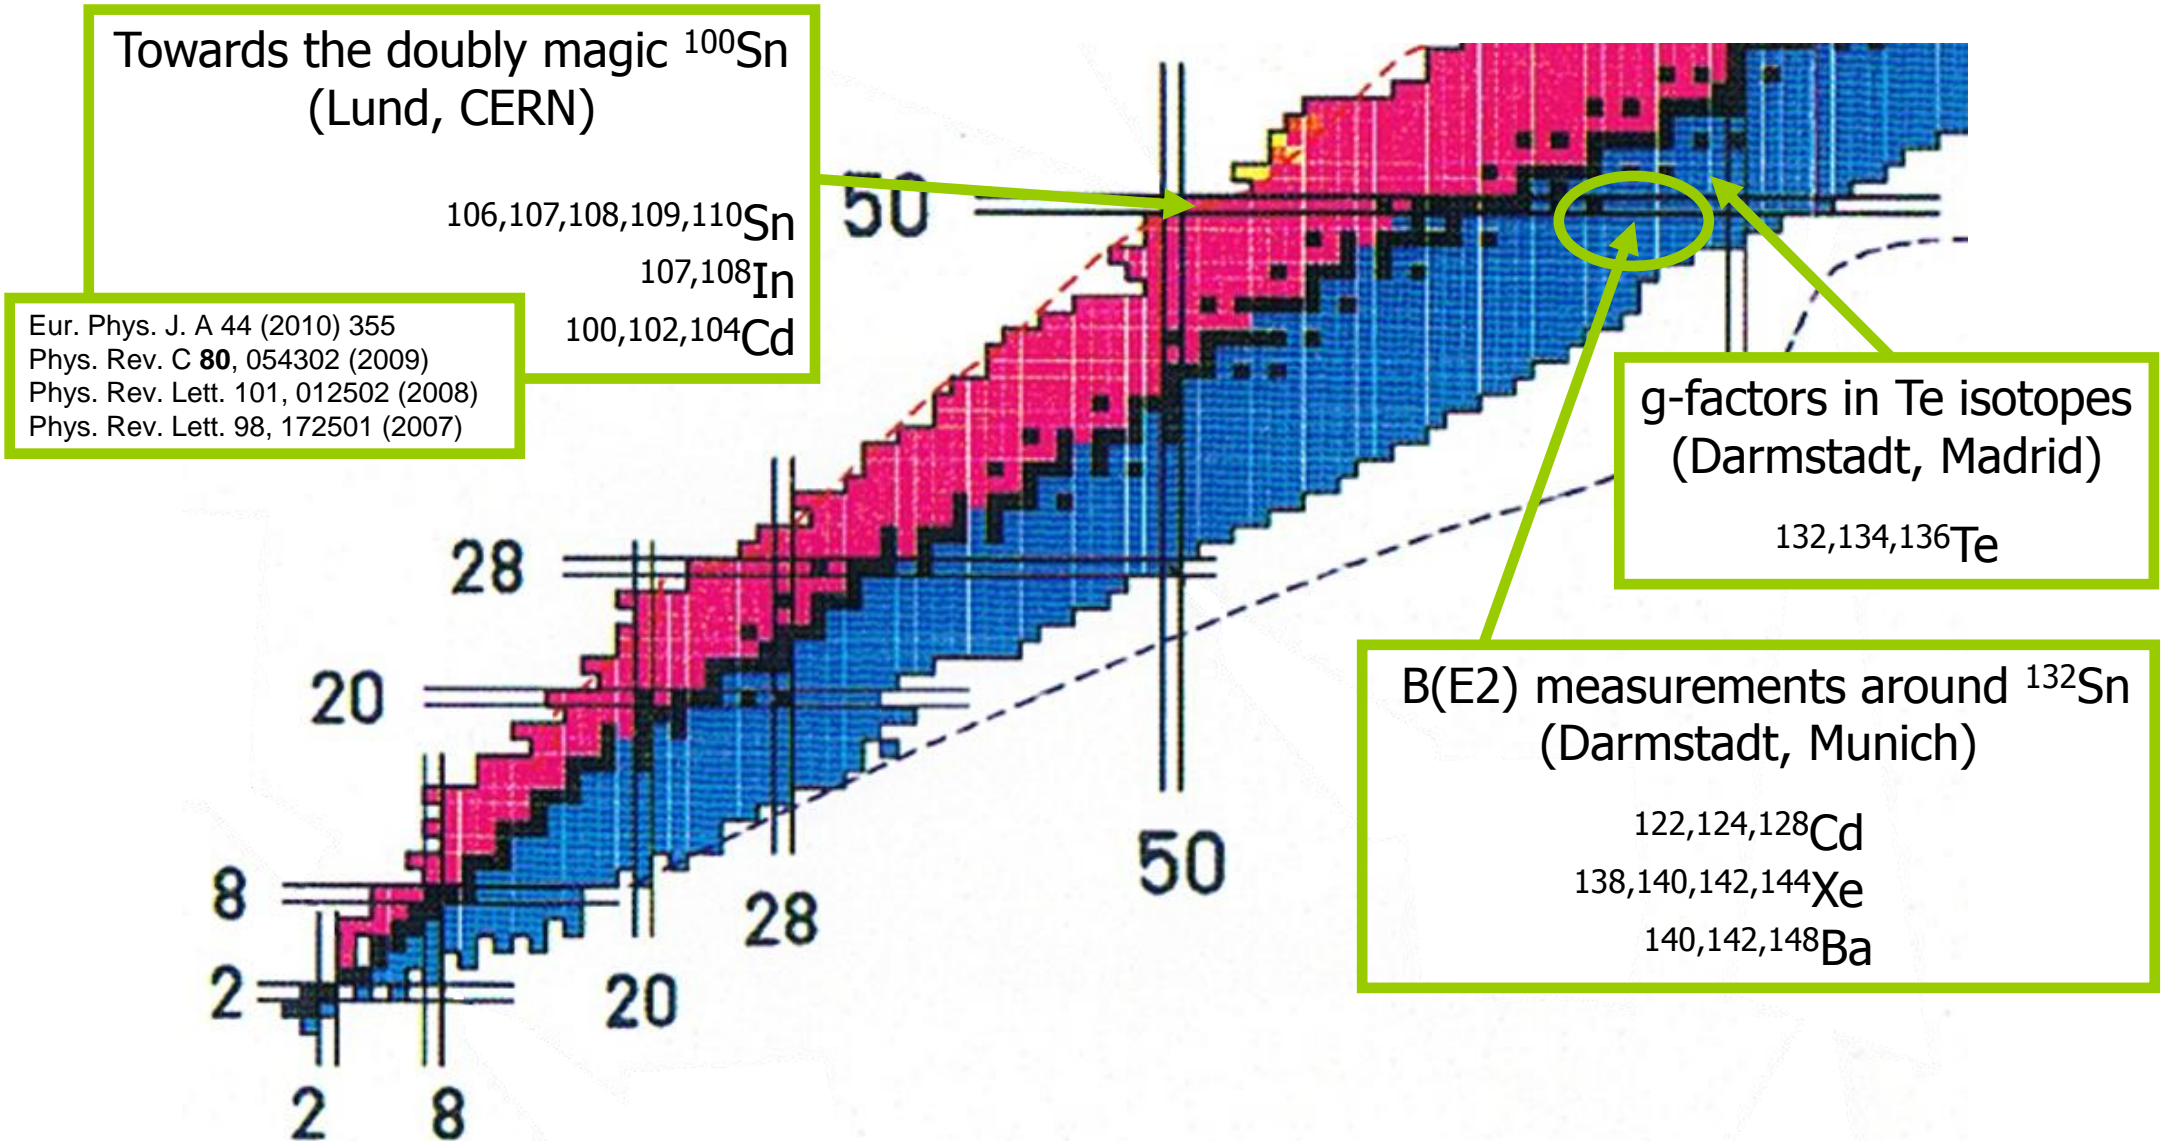 Towards the doubly magic ¹⁰⁰Sn
(Lund, CERN)
¹⁰⁶,¹⁰⁷,¹⁰⁸,¹⁰⁹,¹¹⁰Sn
¹⁰⁷,¹⁰⁸In
¹⁰⁰,¹⁰²,¹⁰⁴Cd
Eur. Phys. J. A 44 (2010) 355
Phys. Rev. C 80, 054302 (2009)
Phys. Rev. Lett. 101, 012502 (2008)
Phys. Rev. Lett. 98, 172501 (2007)
50
28
20
8
2
2
8
20
28
50
g-factors in Te isotopes
(Darmstadt, Madrid)
¹³²,¹³⁴,¹³⁶Te
B(E2) measurements around ¹³²Sn
(Darmstadt, Munich)
¹²²,¹²⁴,¹²⁸Cd
¹³⁸,¹⁴⁰,¹⁴²,¹⁴⁴Xe
¹⁴⁰,¹⁴²,¹⁴⁸Ba